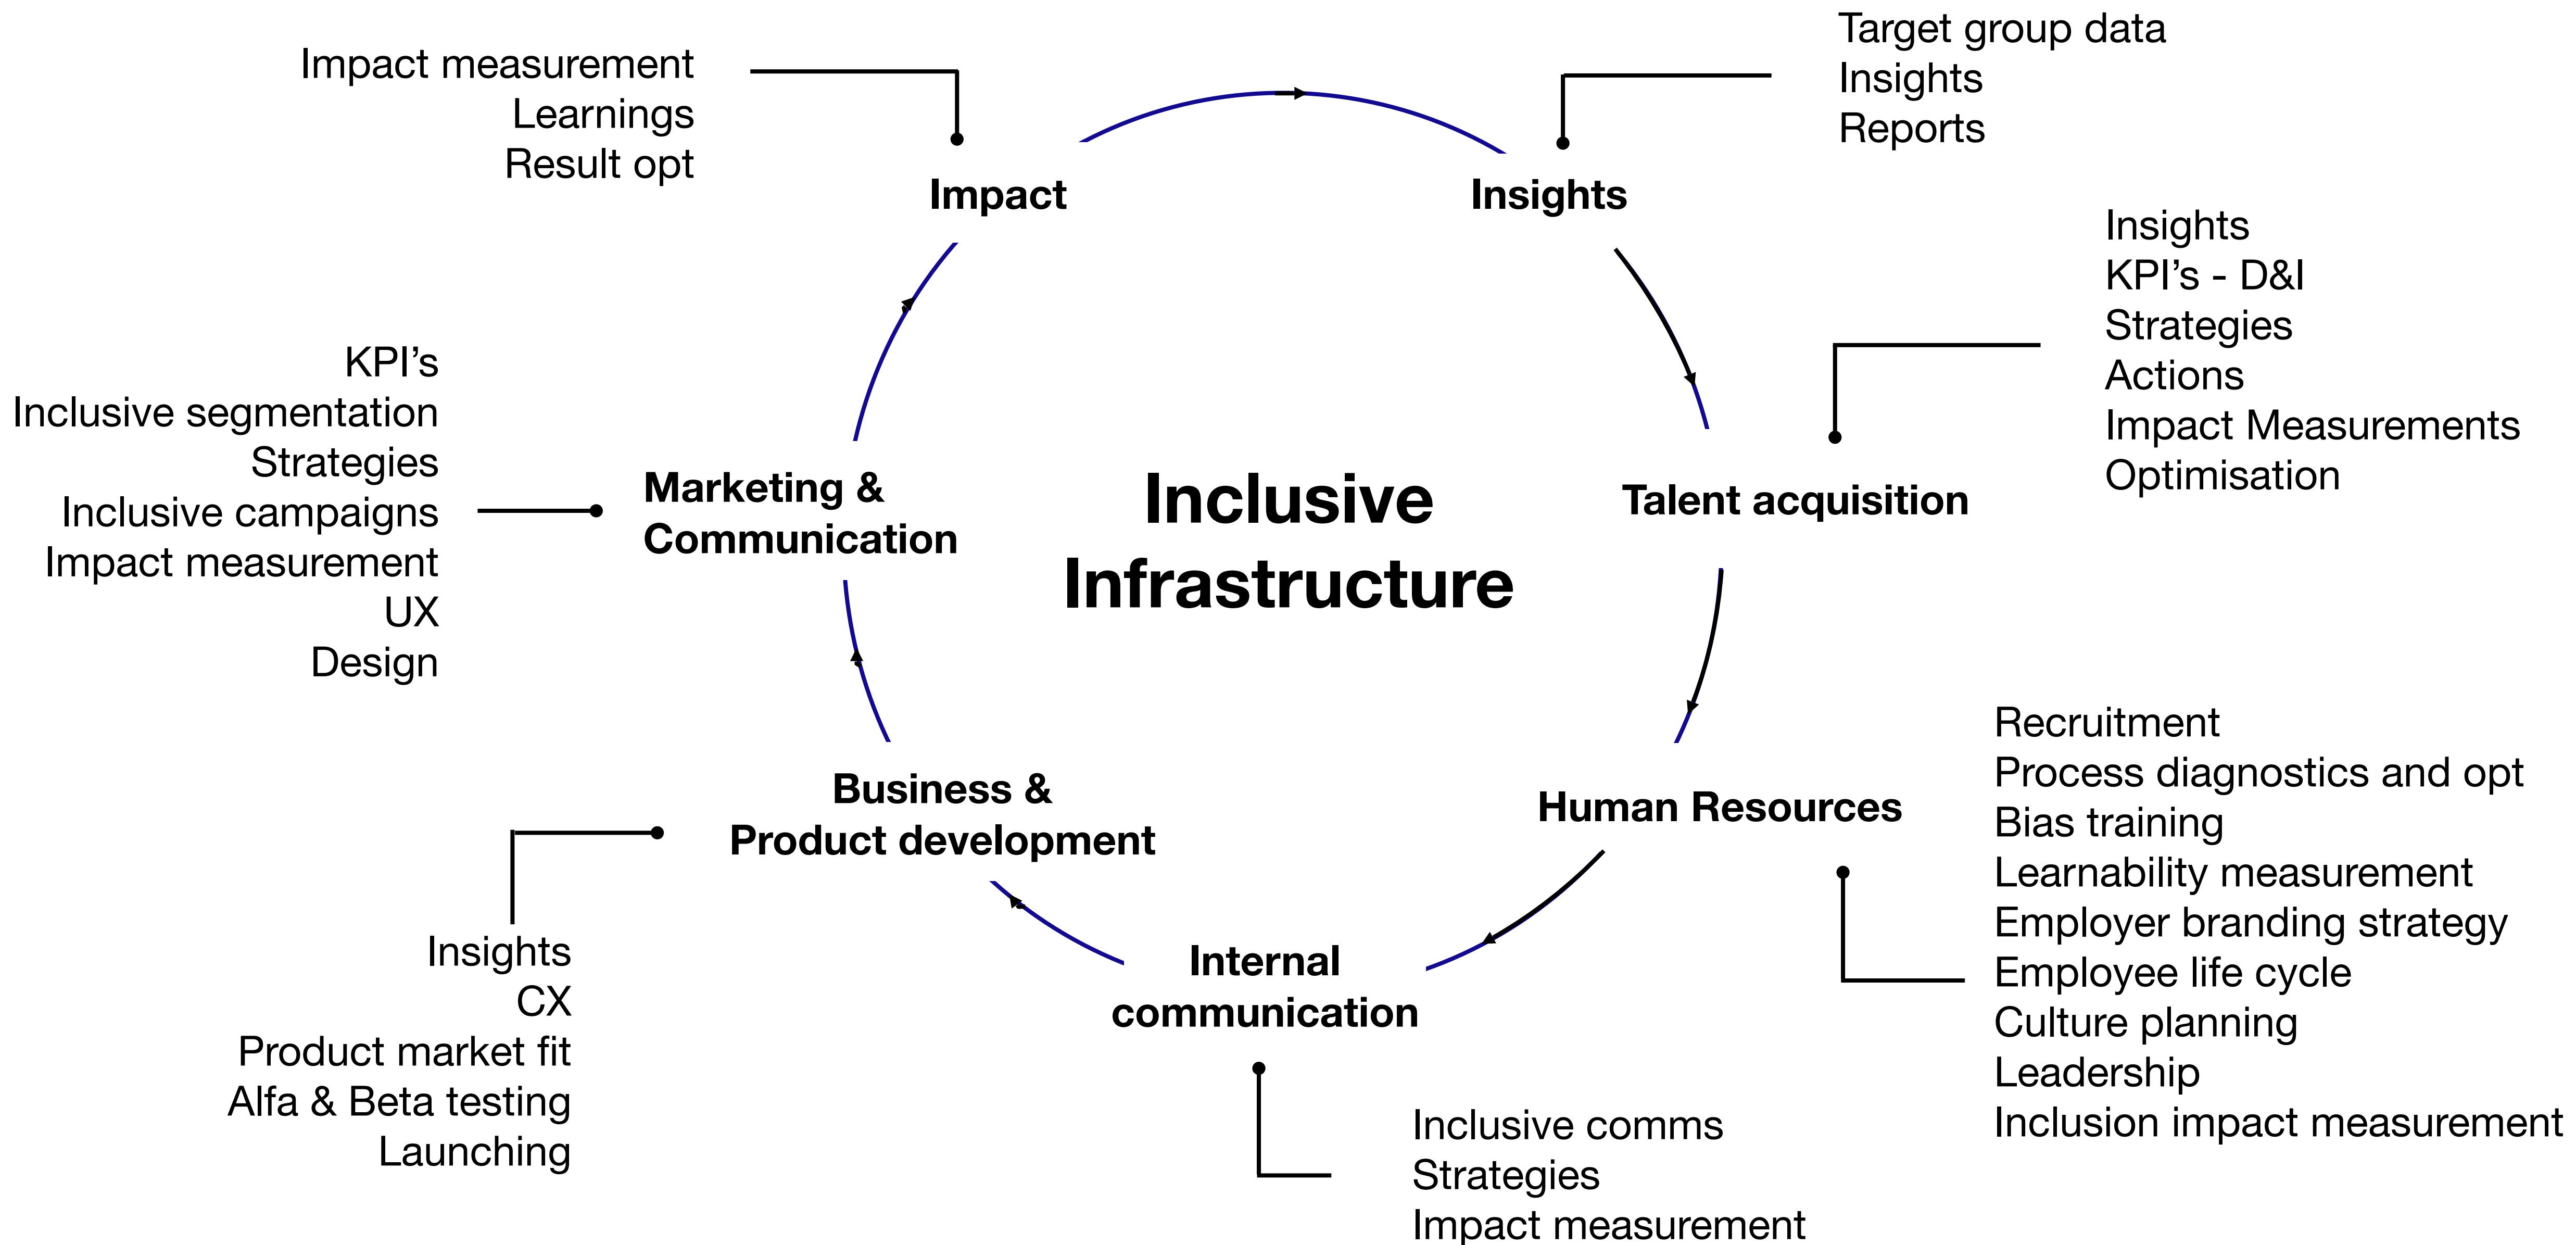 Impact measurement
Learnings
Result opt
Target group data
Insights
Reports
Impact
Insights
Insights
KPI’s - D&I
Strategies
Actions
Impact Measurements
Optimisation
KPI’s
Inclusive segmentation
Strategies
Inclusive campaigns
Impact measurement
UX
Design
Marketing &
Communication
Inclusive
Infrastructure
Talent acquisition
Recruitment
Process diagnostics and opt
Bias training
Learnability measurement
Employer branding strategy
Employee life cycle
Culture planning
Leadership
Inclusion impact measurement
Business &
Product development
Human Resources
Insights
CX
Product market fit
Alfa & Beta testing
Launching
Internal
communication
Inclusive comms
Strategies
Impact measurement